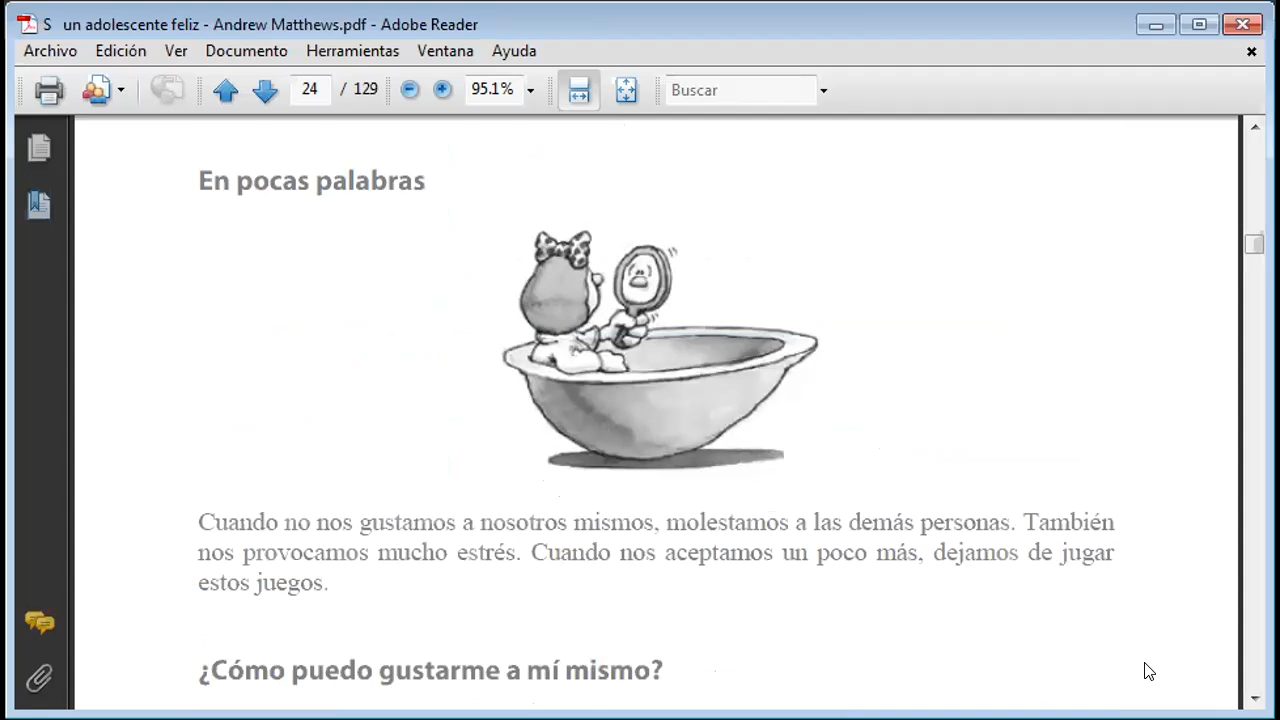 S un adolescente feliz - Andrew Matthews.pdf - Adobe Reader
Archivo Edición Ver Documento Herramientas Ventana Ayuda
24 / 129 95.1% Buscar
En pocas palabras
Cuando no nos gustamos a nosotros mismos, molestamos a las demás personas. También
nos provocamos mucho estrés. Cuando nos aceptamos un poco más, dejamos de jugar
estos juegos.
¿Cómo puedo gustarme a mí mismo?